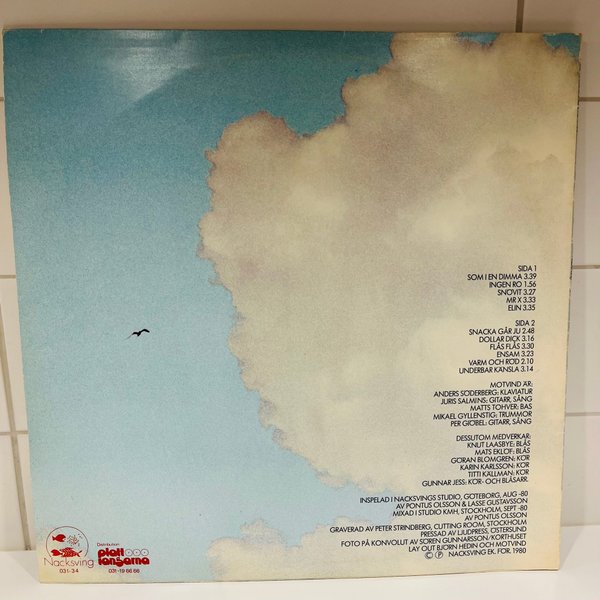 SIDA 1
SOM I EN DIMMA 3.39
INGEN RO 1.56
SNÖVIT 3.27
MR X 3.33
ELIN 3.35
SIDA 2
SNACKA GÅR JU 2.48
DOLLAR DICK 3.16
FLÅS FLÅS 3.30
ENSAM 3.23
VARM OCH RÖD 2.10
UNDERBAR KÄNSLA 3.14
MOTVIND ÄR:
ANDERS SÖDERBERG: KLAVIATUR
JURIS SALMINS: GITARR, SÅNG
MATTS TOHVER: BAS
MIKAEL GYLLENSTIG: TRUMMOR
PER GIÖBEL: GITARR, SÅNG
DESSUTOM MEDVERKAR:
KNUT LAASBYE: BLÅS
MATS EKLÖF: BLÅS
GÖRAN BLOMGREN: KÖR
KARIN KARLSSON: KÖR
TITTI KÄLLMAN: KÖR
GUNNAR JESS: KÖR- OCH BLÅSARR.
INSPELAD I NACKSVINGS STUDIO, GÖTEBORG, AUG -80
AV PONTUS OLSSON & LASSE GUSTAVSSON
MIXAD I STUDIO KMH, STOCKHOLM, SEPT -80
AV PONTUS OLSSON
GRAVERAD AV PETER STRINDBERG, CUTTING ROOM, STOCKHOLM
PRESSAD AV LJUDPRESS, ÖSTERSUND
FOTO PÅ KONVOLUT AV SÖREN GUNNARSSON/KORTHUSET
LAY OUT BJÖRN HEDIN OCH MOTVIND
© ℗ NACKSVING EK. FÖR. 1980
Nacksving
031-34
Distribution
platt
langarna
031-19 66 66